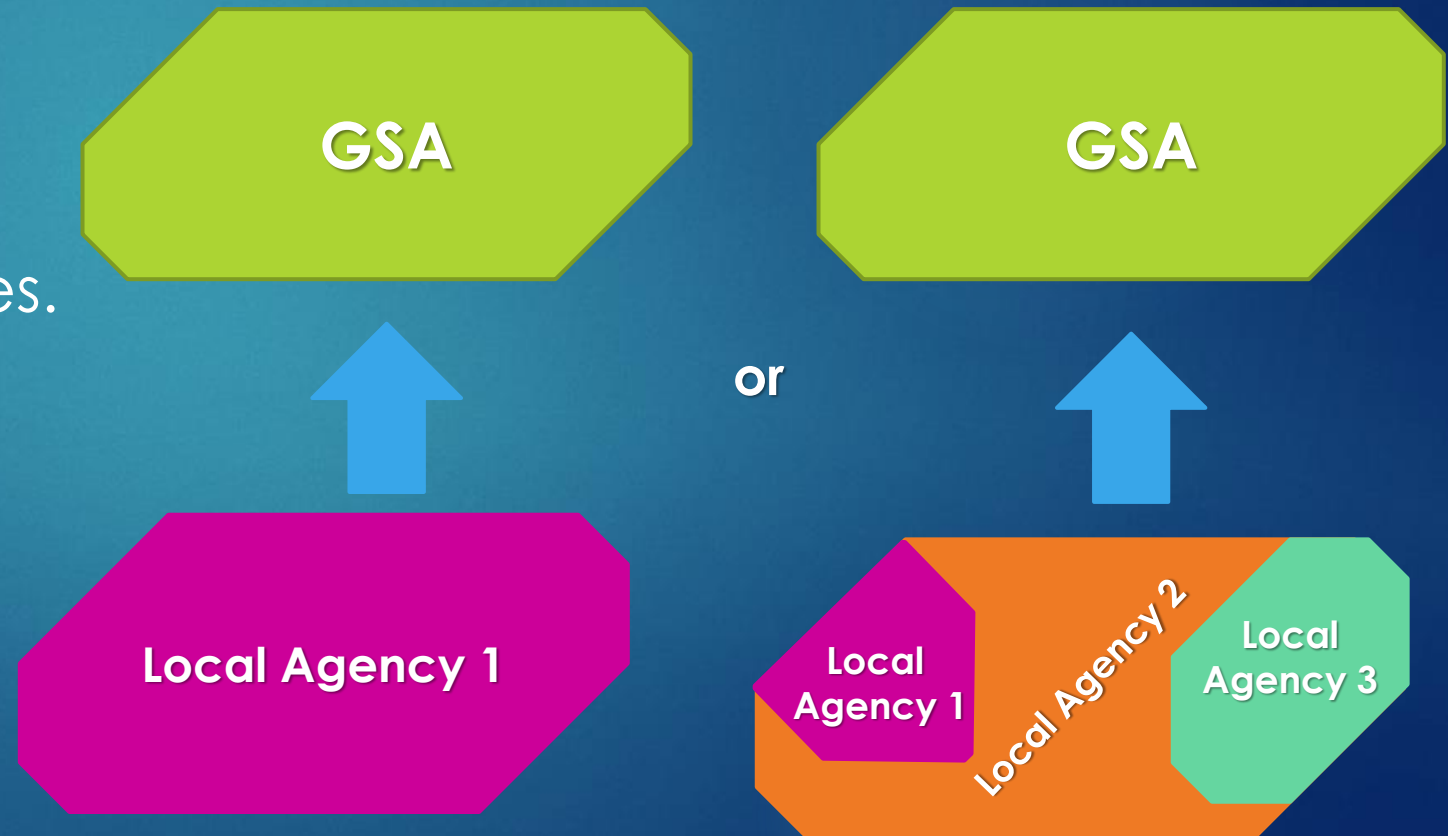 GSA
GSA
es.
or
Local Agency 1
Local
Agency 1
Local Agency 2
Local
Agency 3